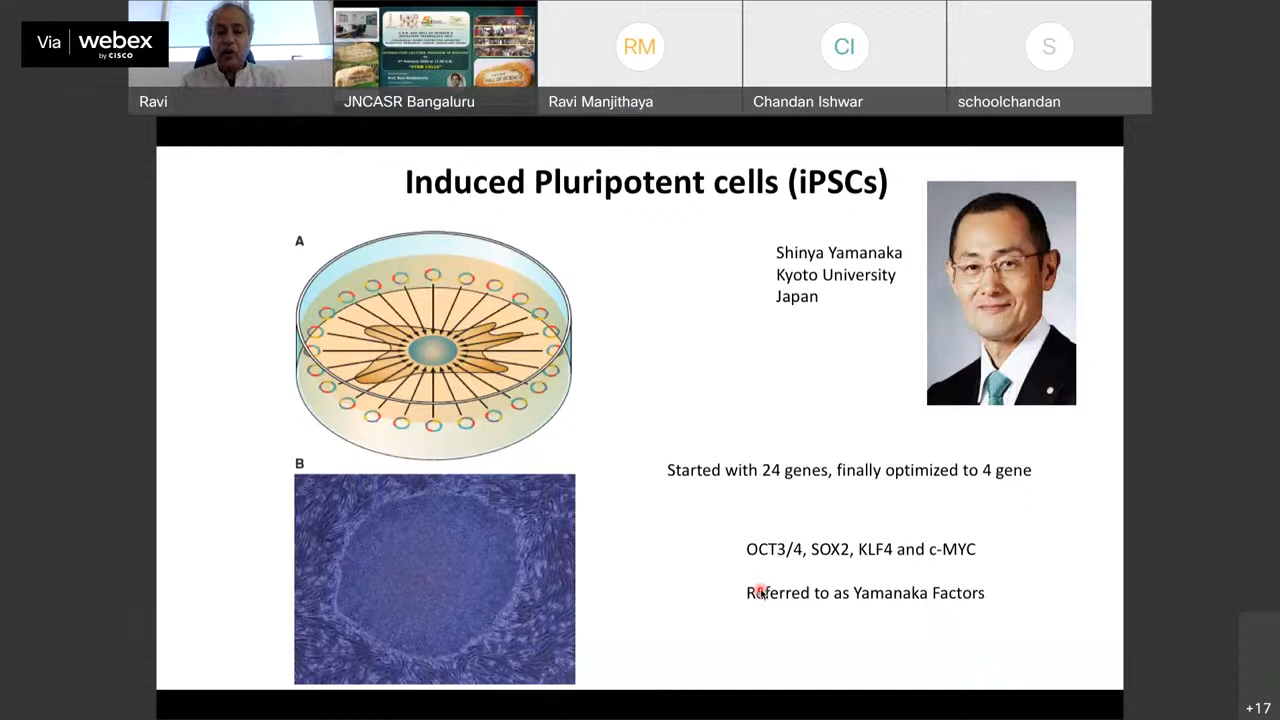 Via webex
by cisco
Ravi
JNCASR Bangaluru
RM
Ravi Manjithaya
CI
Chandan Ishwar
S
schoolchandan
"STEM CELLS"
Induced Pluripotent cells (iPSCs)
A
Shinya Yamanaka
Kyoto University
Japan
B
Started with 24 genes, finally optimized to 4 gene
OCT3/4, SOX2, KLF4 and c-MYC
Referred to as Yamanaka Factors
+17